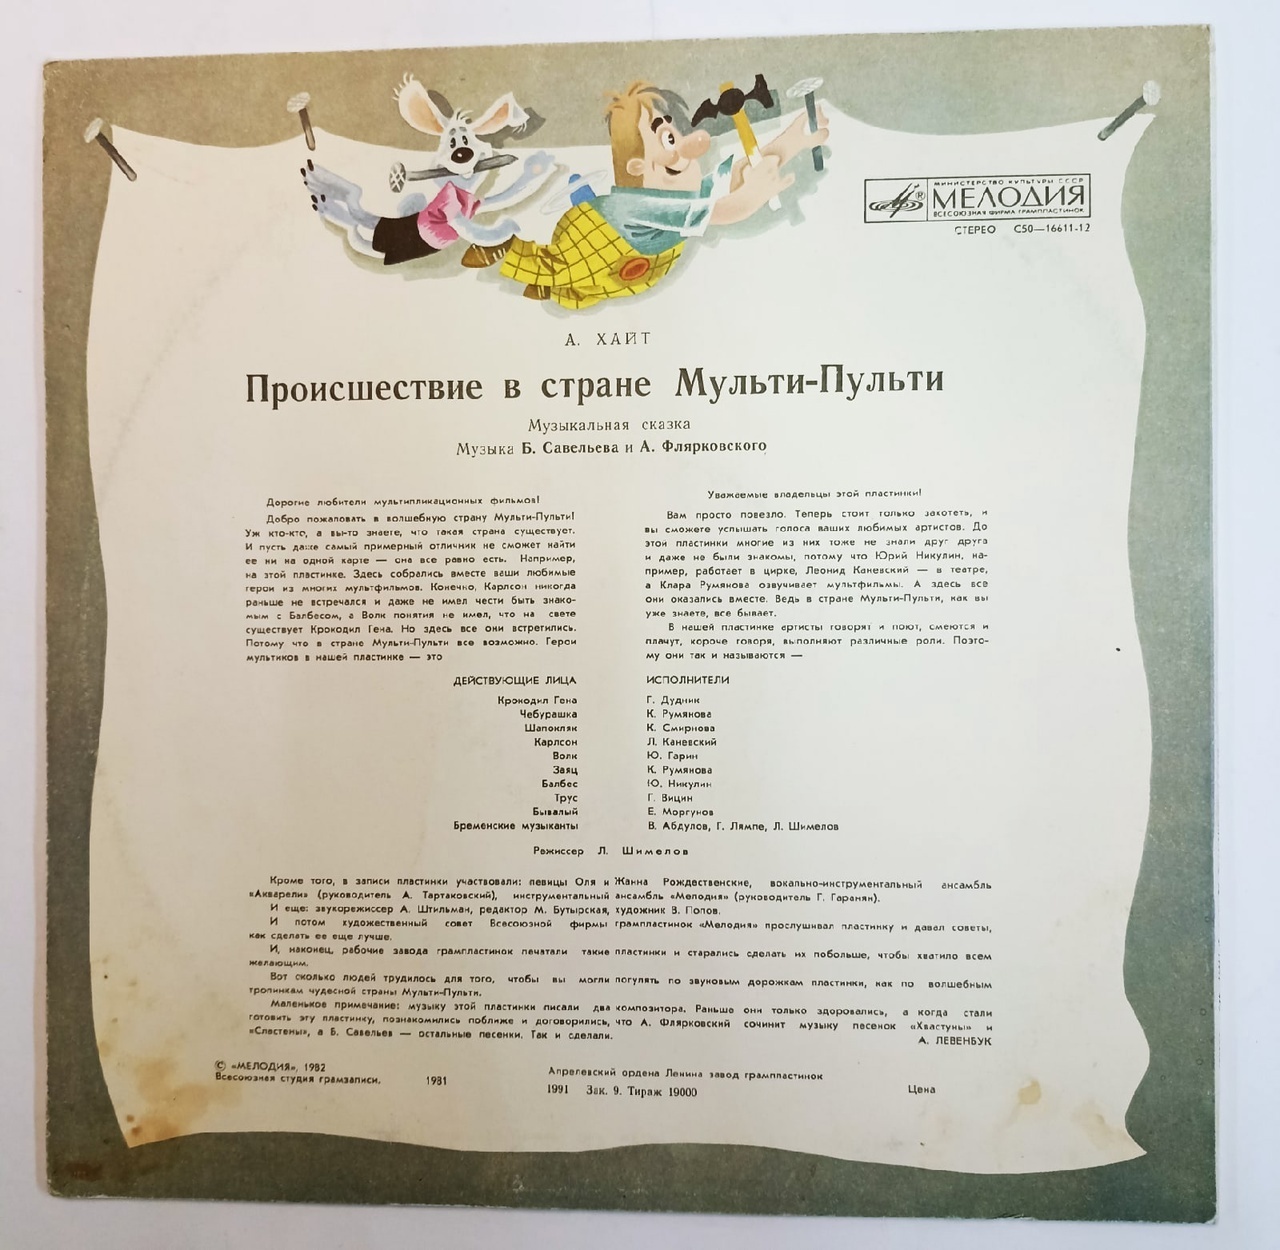 МИНИСТЕРСТВО КУЛЬТУРЫ СССР
МЕЛОДИЯ
ВСЕСОЮЗНАЯ ФИРМА ГРАМПЛАСТИНОК
СТЕРЕО С50—16611-12
А. ХАЙТ
Происшествие в стране Мульти-Пульти
Музыкальная сказка
Музыка Б. Савельева и А. Флярковского
Дорогие любители мультипликационных фильмов!
Добро пожаловать в волшебную страну Мульти-Пульти!
Уж кто-кто, а вы-то знаете, что такая страна существует.
И пусть даже самый примерный отличник не сможет найти
ее ни на одной карте — она все равно есть. Например,
на этой пластинке. Здесь собрались вместе ваши любимые
герои из многих мультфильмов. Конечно, Карлсон никогда
раньше не встречался и даже не имел чести быть знако-
мым с Балбесом, а Волк понятия не имел, что на свете
существует Крокодил Гена. Но здесь все они встретились.
Потому что в стране Мульти-Пульти все возможно. Герои
мультиков в нашей пластинке — это
Уважаемые владельцы этой пластинки!
Вам просто повезло. Теперь стоит только захотеть, и
вы сможете услышать голоса ваших любимых артистов. До
этой пластинки многие из них тоже не знали друг друга
и даже не были знакомы, потому что Юрий Никулин, на-
пример, работает в цирке, Леонид Каневский — в театре,
а Клара Румянова озвучивает мультфильмы. А здесь все
они оказались вместе. Ведь в стране Мульти-Пульти, как вы
уже знаете, все бывает.
В нашей пластинке артисты говорят и поют, смеются и
плачут, короче говоря, выполняют различные роли. Поэто-
му они так и называются —
ДЕЙСТВУЮЩИЕ ЛИЦА ИСПОЛНИТЕЛИ
Крокодил Гена Г. Дудник
Чебурашка К. Румянова
Шапокляк К. Смирнова
Карлсон Л. Каневский
Волк Ю. Гарин
Заяц К. Румянова
Балбес Ю. Никулин
Трус Г. Вицин
Бывалый Е. Моргунов
Бременские музыканты В. Абдулов, Г. Лямпе, Л. Шимелов
Режиссер Л. Шимелов
Кроме того, в записи пластинки участвовали: певицы Оля и Жанна Рождественские, вокально-инструментальный ансамбль
«Акварели» (руководитель А. Тартаковский), инструментальный ансамбль «Мелодия» (руководитель Г. Гаранян).
И еще: звукорежиссер А. Штильман, редактор М. Бутырская, художник В. Попов.
И потом художественный совет Всесоюзной фирмы грампластинок «Мелодия» прослушивал пластинку и давал советы,
как сделать ее еще лучше.
И, наконец, рабочие завода грампластинок печатали такие пластинки и старались сделать их побольше, чтобы хватило всем
желающим.
Вот сколько людей трудилось для того, чтобы вы могли погулять по звуковым дорожкам пластинки, как по волшебным
тропинкам чудесной страны Мульти-Пульти.
Маленькое примечание: музыку этой пластинки писали два композитора. Раньше они только здоровались, а когда стали
готовить эту пластинку, познакомились поближе и договорились, что А. Флярковский сочинит музыку песенок «Хвастуны» и
«Сластены», а Б. Савельев — остальные песенки. Так и сделали.
А. ЛЕВЕНБУК
© «МЕЛОДИЯ», 1982
Всесоюзная студия грамзаписи. 1981
Апрелевский ордена Ленина завод грампластинок
1991 Зак. 9. Тираж 19000
Цена